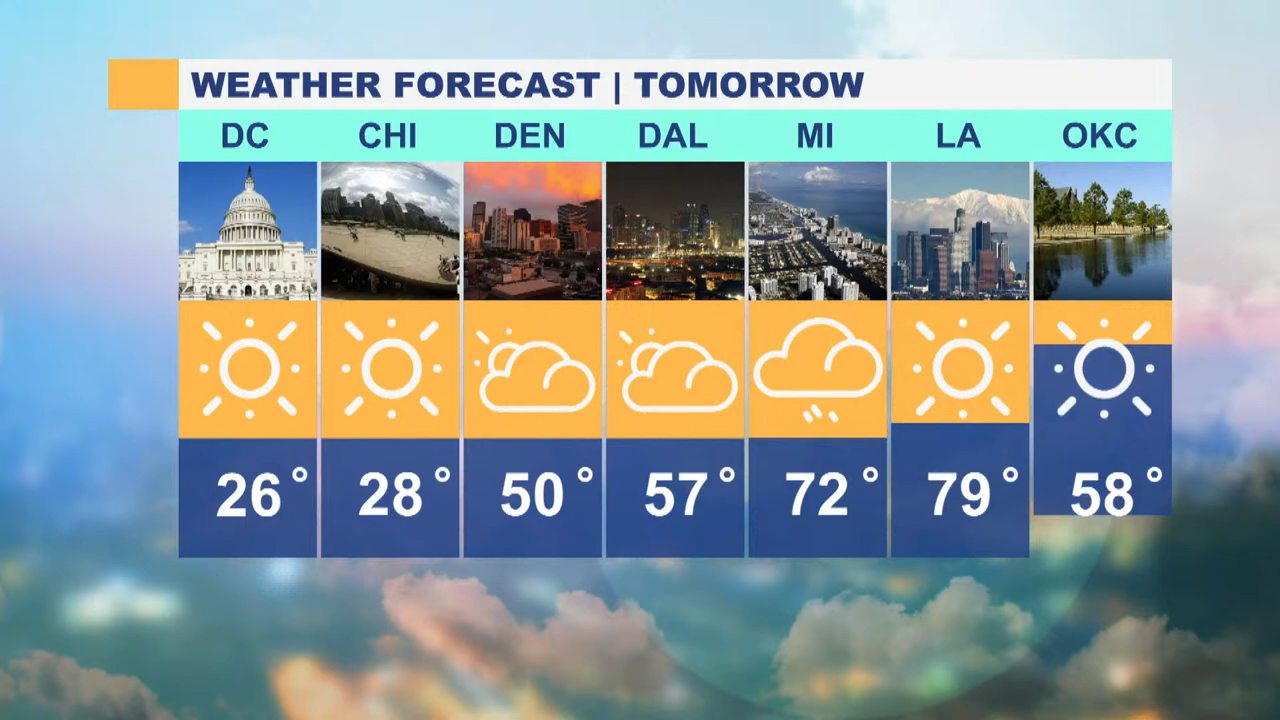 WEATHER FORECAST | TOMORROW
DC CHI DEN DAL MI LA OKC
26° 28° 50° 57° 72° 79° 58°